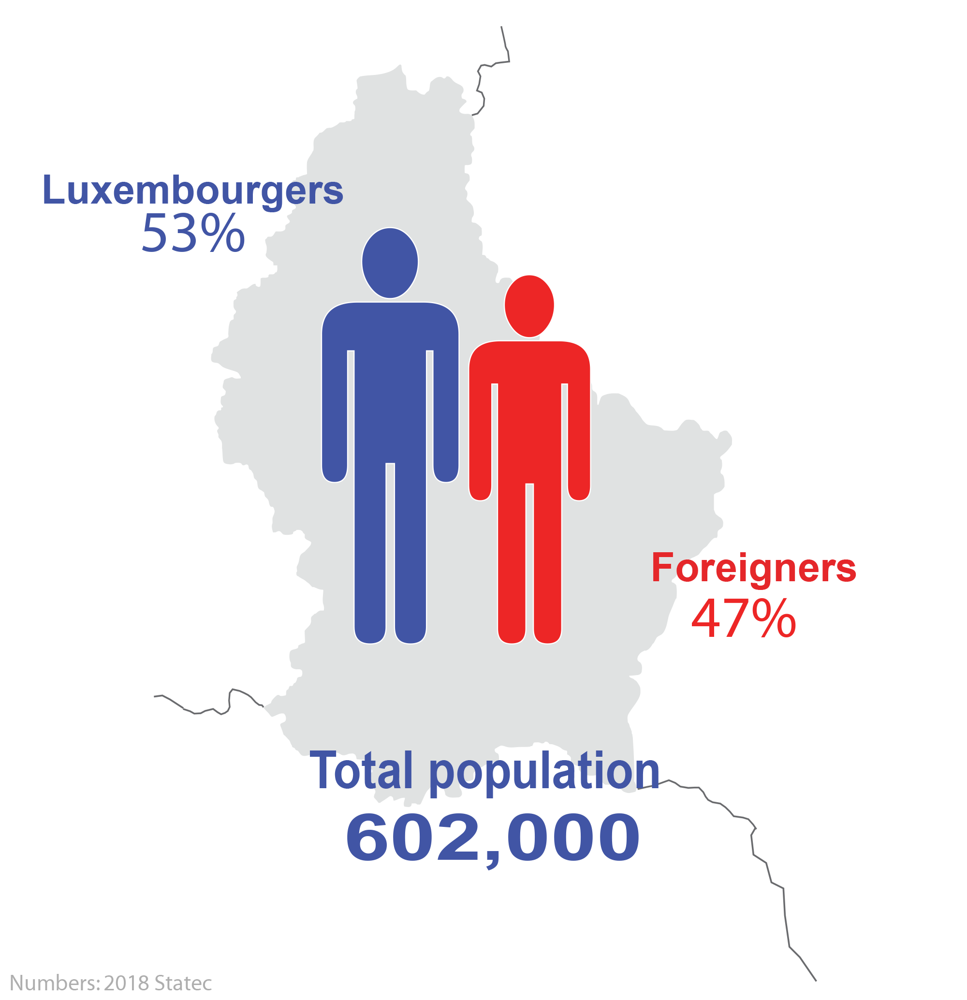 Luxembourgers
53%
Foreigners
47%
Total population
602,000
Numbers: 2018 Statec